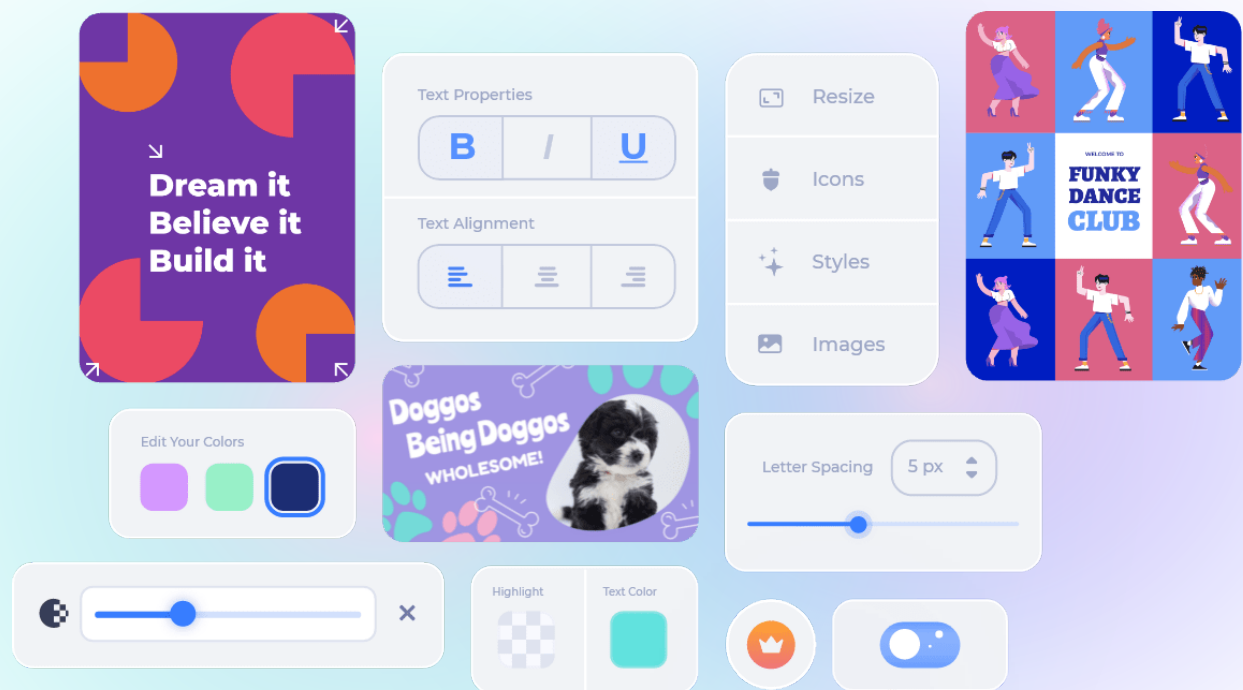 Dream it
Believe it
Build it
Text Properties
B I U
Text Alignment
Resize
Icons
Styles
Images
WELCOME TO
FUNKY
DANCE
CLUB
Edit Your Colors
Doggos
Being Doggos
WHOLESOME!
Letter Spacing 5 px
Highlight
Text Color